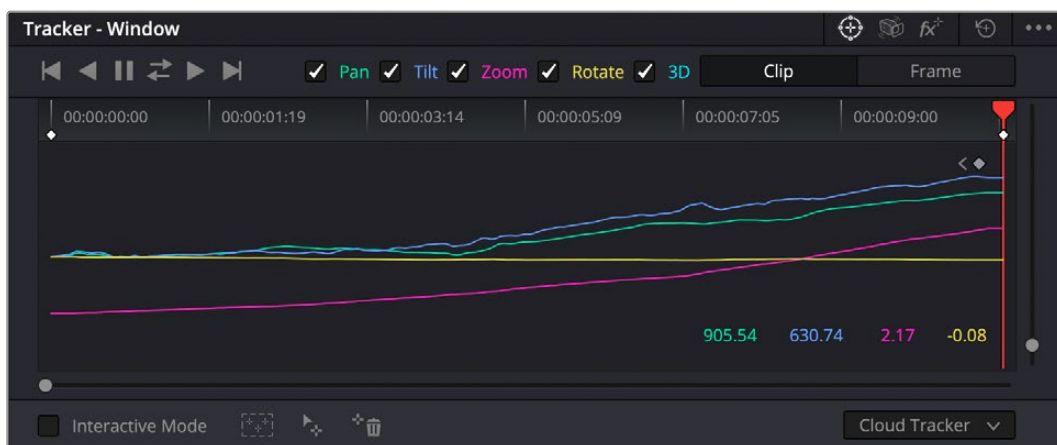 Tracker - Window
fx
Pan Tilt Zoom Rotate 3D Clip Frame
00:00:00:00 00:00:01:19 00:00:03:14 00:00:05:09 00:00:07:05 00:00:09:00
905.54 630.74 2.17 -0.08
Interactive Mode Cloud Tracker